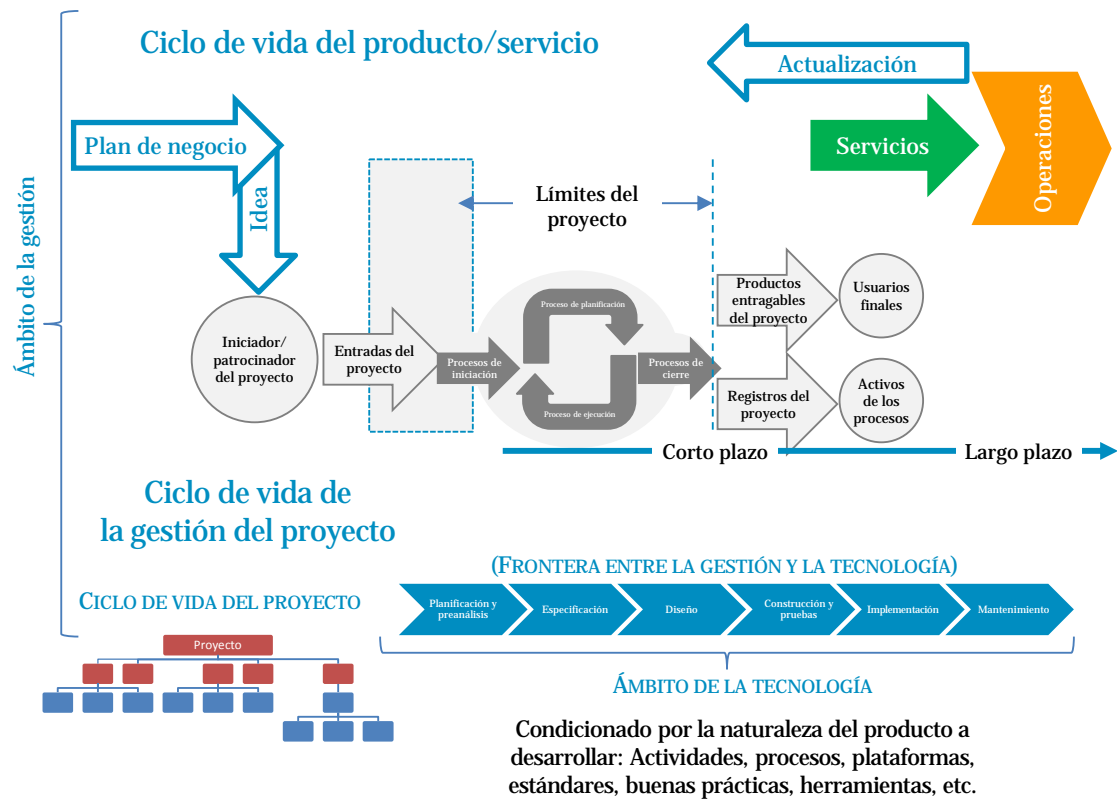 Ciclo de vida del producto/servicio
Actualización
Operaciones
Plan de negocio
Servicios
Idea
Límites del
proyecto
Ámbito de la gestión
Iniciador/
patrocinador
del proyecto
Entradas del
proyecto
Procesos de
iniciación
Proceso de planificación
Proceso de ejecución
Procesos de
cierre
Productos
entragables
del proyecto
Usuarios
finales
Registros del
proyecto
Activos
de los
procesos
Corto plazo
Largo plazo
Ciclo de vida de
la gestión del proyecto
(FRONTERA ENTRE LA GESTIÓN Y LA TECNOLOGÍA)
CICLO DE VIDA DEL PROYECTO
Planificación y
preanálisis
Especificación
Diseño
Construcción y
pruebas
Implementación
Mantenimiento
Proyecto
ÁMBITO DE LA TECNOLOGÍA
Condicionado por la naturaleza del producto a
desarrollar: Actividades, procesos, plataformas,
estándares, buenas prácticas, herramientas, etc.